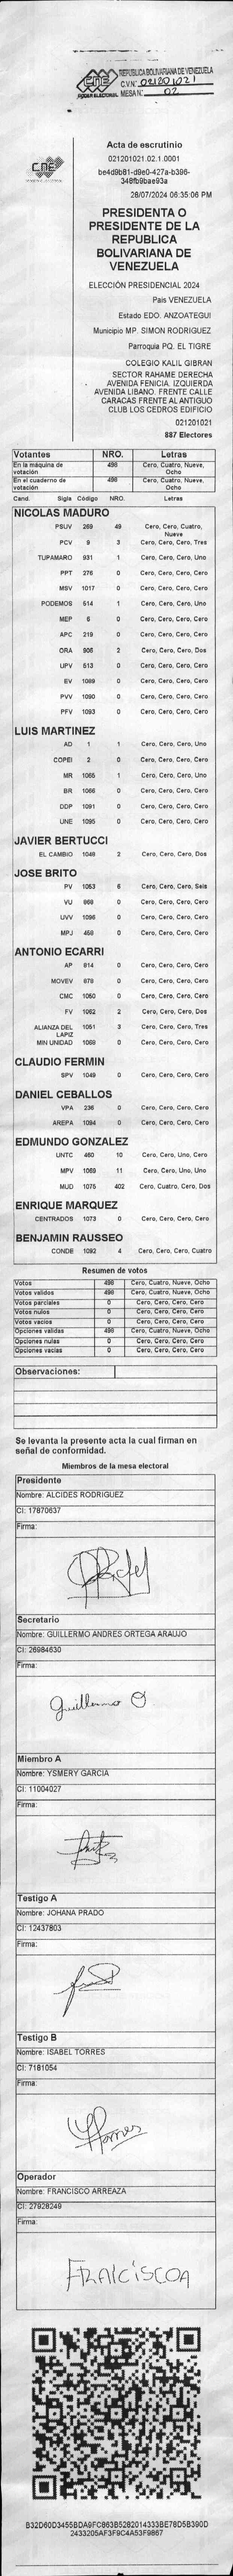 REPÚBLICA BOLIVARIANA DE VENEZUELA
CNE C.V.N°: 021201021
PODER ELECTORAL MESA N°: 02
Acta de escrutinio
CNE 021201021.02.1.0001
be4d9b81-d9e0-427a-b396-
346fb9bae93a
28/07/2024 06:35:06 PM
PRESIDENTA O
PRESIDENTE DE LA
REPUBLICA
BOLIVARIANA DE
VENEZUELA
ELECCIÓN PRESIDENCIAL 2024
Pais VENEZUELA
Estado EDO. ANZOATEGUI
Municipio MP. SIMON RODRIGUEZ
Parroquia PQ. EL TIGRE
COLEGIO KALIL GIBRAN
SECTOR RAHAME DERECHA
AVENIDA FENICIA. IZQUIERDA
AVENIDA LIBANO. FRENTE CALLE
CARACAS FRENTE AL ANTIGUO
CLUB LOS CEDROS EDIFICIO
021201021
887 Electores
Votantes NRO. Letras
En la máquina de votación 498 Cero, Cuatro, Nueve, Ocho
En el cuaderno de votación 498 Cero, Cuatro, Nueve, Ocho
Cand. Sigla Código NRO. Letras
NICOLAS MADURO
PSUV 269 49 Cero, Cero, Cuatro, Nueve
PCV 9 3 Cero, Cero, Cero, Tres
TUPAMARO 931 1 Cero, Cero, Cero, Uno
PPT 276 0 Cero, Cero, Cero, Cero
MSV 1017 0 Cero, Cero, Cero, Cero
PODEMOS 514 1 Cero, Cero, Cero, Uno
MEP 6 0 Cero, Cero, Cero, Cero
APC 219 0 Cero, Cero, Cero, Cero
ORA 906 2 Cero, Cero, Cero, Dos
UPV 513 0 Cero, Cero, Cero, Cero
EV 1089 0 Cero, Cero, Cero, Cero
PVV 1090 0 Cero, Cero, Cero, Cero
PFV 1093 0 Cero, Cero, Cero, Cero
LUIS MARTINEZ
AD 1 1 Cero, Cero, Cero, Uno
COPEI 2 0 Cero, Cero, Cero, Cero
MR 1065 1 Cero, Cero, Cero, Uno
BR 1066 0 Cero, Cero, Cero, Cero
DDP 1091 0 Cero, Cero, Cero, Cero
UNE 1095 0 Cero, Cero, Cero, Cero
JAVIER BERTUCCI
EL CAMBIO 1048 2 Cero, Cero, Cero, Dos
JOSE BRITO
PV 1053 6 Cero, Cero, Cero, Seis
VU 868 0 Cero, Cero, Cero, Cero
UVV 1096 0 Cero, Cero, Cero, Cero
MPJ 458 0 Cero, Cero, Cero, Cero
ANTONIO ECARRI
AP 814 0 Cero, Cero, Cero, Cero
MOVEV 878 0 Cero, Cero, Cero, Cero
CMC 1050 0 Cero, Cero, Cero, Cero
FV 1062 2 Cero, Cero, Cero, Dos
ALIANZA DEL LAPIZ 1051 3 Cero, Cero, Cero, Tres
MIN UNIDAD 1068 0 Cero, Cero, Cero, Cero
CLAUDIO FERMIN
SPV 1049 0 Cero, Cero, Cero, Cero
DANIEL CEBALLOS
VPA 236 0 Cero, Cero, Cero, Cero
AREPA 1094 0 Cero, Cero, Cero, Cero
EDMUNDO GONZALEZ
UNTC 460 10 Cero, Cero, Uno, Cero
MPV 1069 11 Cero, Cero, Uno, Uno
MUD 1075 402 Cero, Cuatro, Cero, Dos
ENRIQUE MARQUEZ
CENTRADOS 1073 0 Cero, Cero, Cero, Cero
BENJAMIN RAUSSEO
CONDE 1092 4 Cero, Cero, Cero, Cuatro
Resumen de votos
Votos 498 Cero, Cuatro, Nueve, Ocho
Votos validos 498 Cero, Cuatro, Nueve, Ocho
Votos parciales 0 Cero, Cero, Cero, Cero
Votos nulos 0 Cero, Cero, Cero, Cero
Votos vacios 0 Cero, Cero, Cero, Cero
Opciones validas 498 Cero, Cuatro, Nueve, Ocho
Opciones nulas 0 Cero, Cero, Cero, Cero
Opciones vacias 0 Cero, Cero, Cero, Cero
Observaciones:
Se levanta la presente acta la cual firman en
señal de conformidad.
Miembros de la mesa electoral
Presidente
Nombre: ALCIDES RODRIGUEZ
CI: 17870637
Firma:
Secretario
Nombre: GUILLERMO ANDRES ORTEGA ARAUJO
CI: 26984630
Firma:
Guillermo O
Miembro A
Nombre: YSMERY GARCIA
CI: 11004027
Firma:
Testigo A
Nombre: JOHANA PRADO
CI: 12437803
Firma:
Testigo B
Nombre: ISABEL TORRES
CI: 7181054
Firma:
Operador
Nombre: FRANCISCO ARREAZA
CI: 27928249
Firma:
FRANCISCOA
B32D60D3455BDA9FC863B5282014333BE78D5B390D
2433205AF3F9C4A53F9867